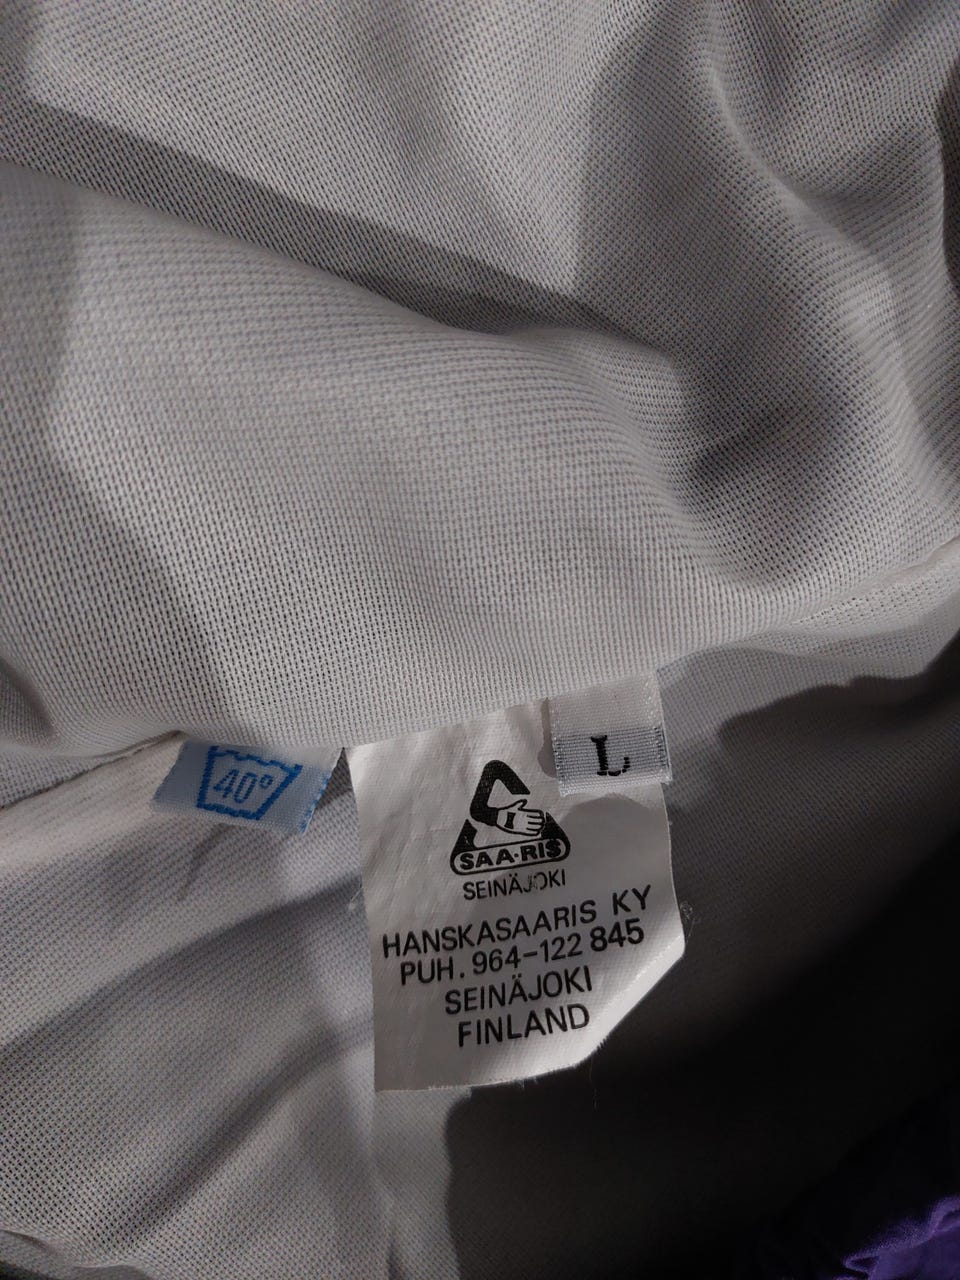 40°
L
SAA-RIS
SEINÄJOKI
HANSKASAARIS KY
PUH. 964-122 845
SEINÄJOKI
FINLAND